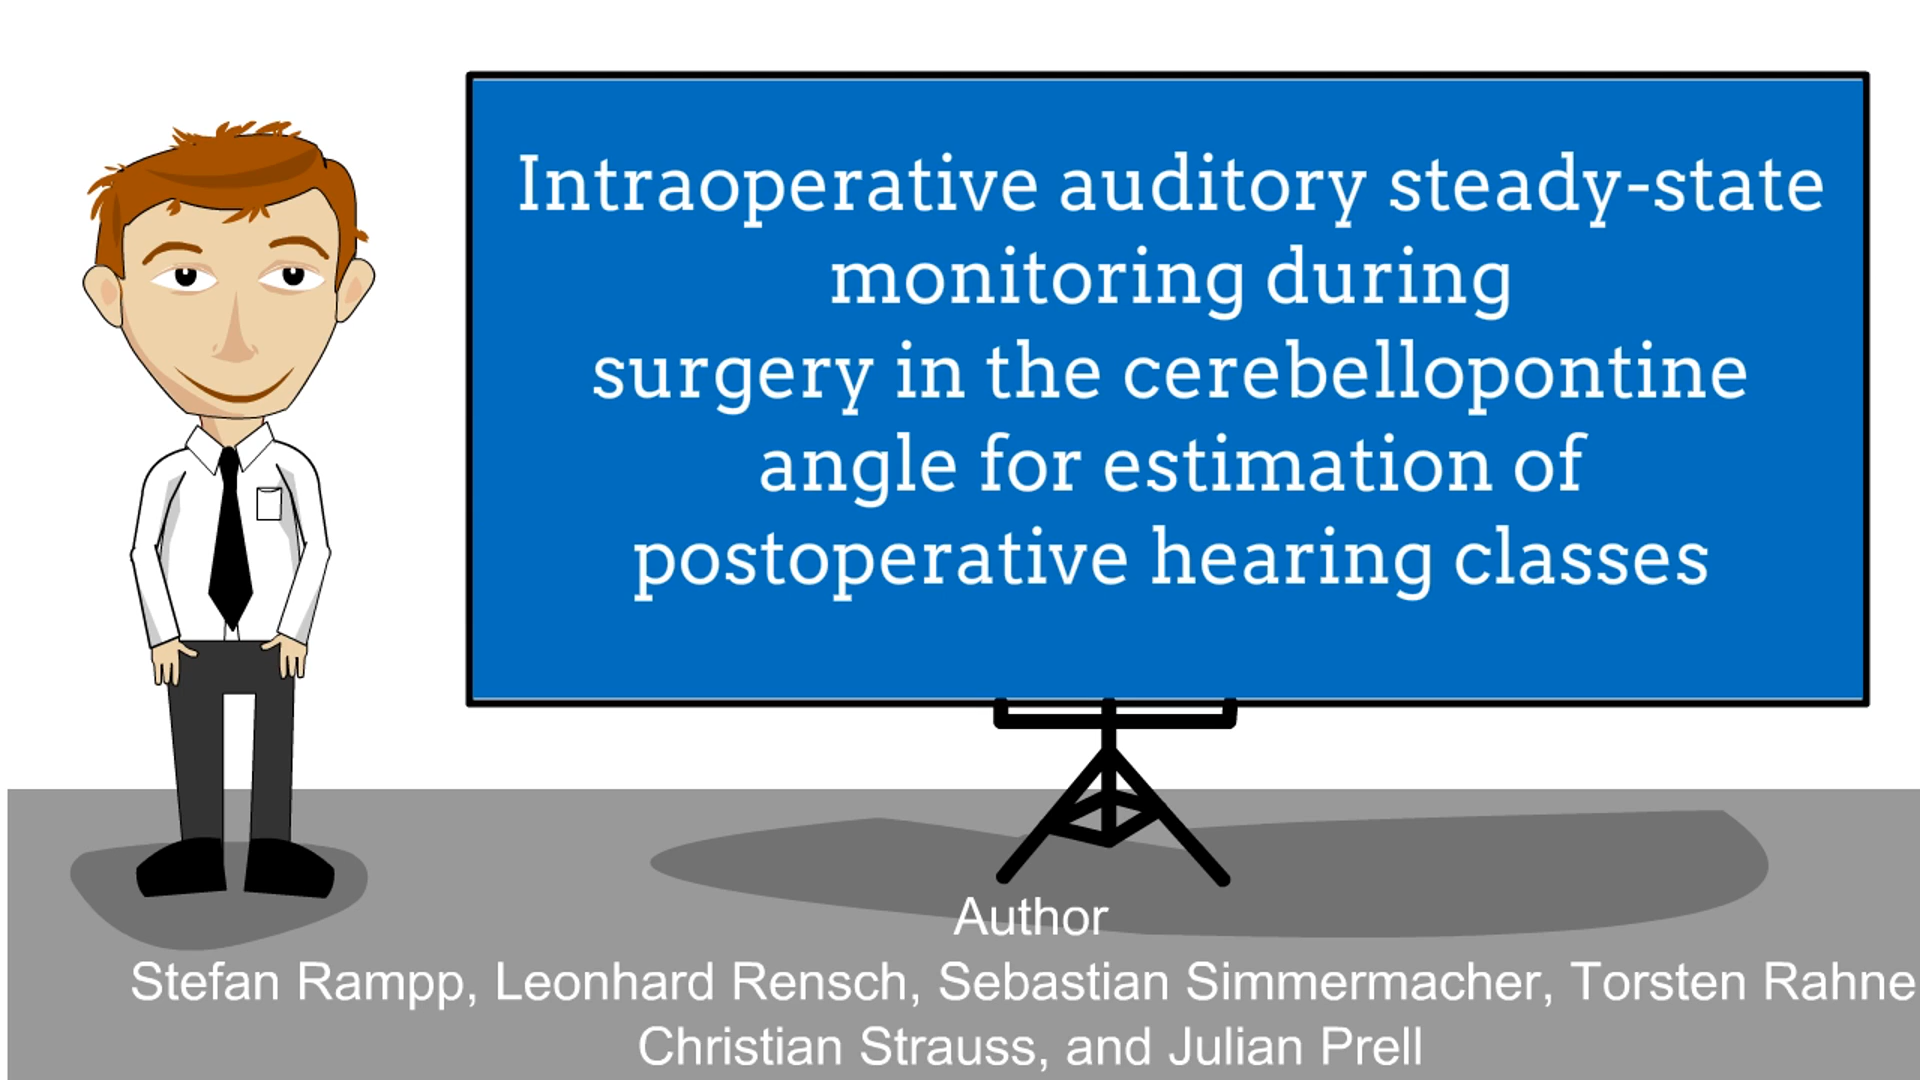 Intraoperative auditory steady-state
monitoring during
surgery in the cerebellopontine
angle for estimation of
postoperative hearing classes
Author
Stefan Rampp, Leonhard Rensch, Sebastian Simmermacher, Torsten Rahne
Christian Strauss, and Julian Prell